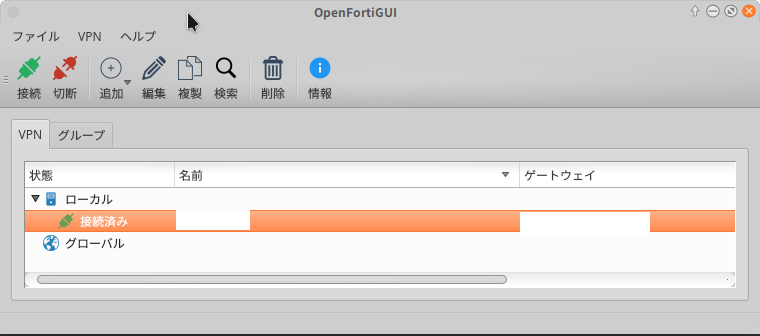 OpenFortiGUI
ファイル VPN ヘルプ
接続 切断 追加 編集 複製 検索 削除 情報
VPN グループ
状態 名前 ゲートウェイ
ローカル
接続済み
グローバル